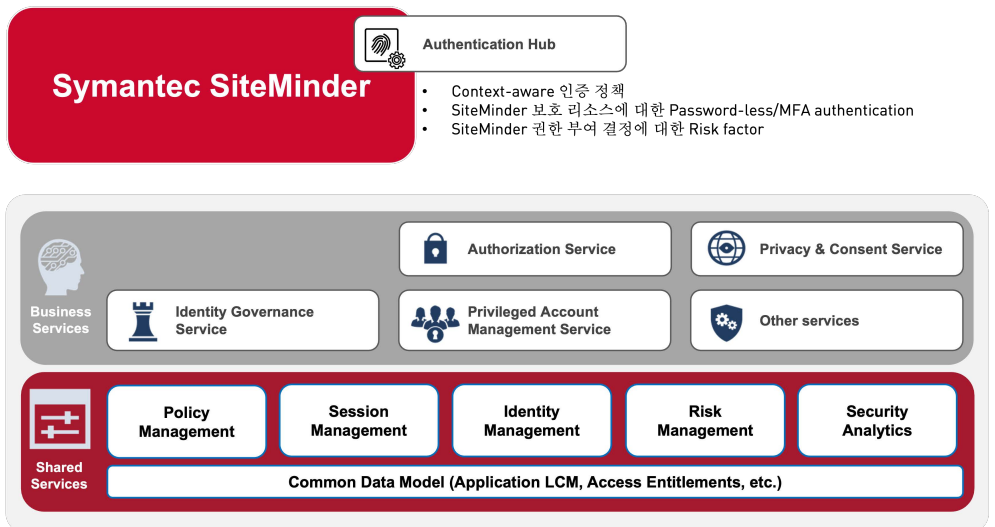 Symantec SiteMinder
Authentication Hub
• Context-aware 인증 정책
• SiteMinder 보호 리소스에 대한 Password-less/MFA authentication
• SiteMinder 권한 부여 결정에 대한 Risk factor
Business
Services
Authorization Service
Privacy & Consent Service
Identity Governance
Service
Privileged Account
Management Service
Other services
Shared
Services
Policy
Management
Session
Management
Identity
Management
Risk
Management
Security
Analytics
Common Data Model (Application LCM, Access Entitlements, etc.)